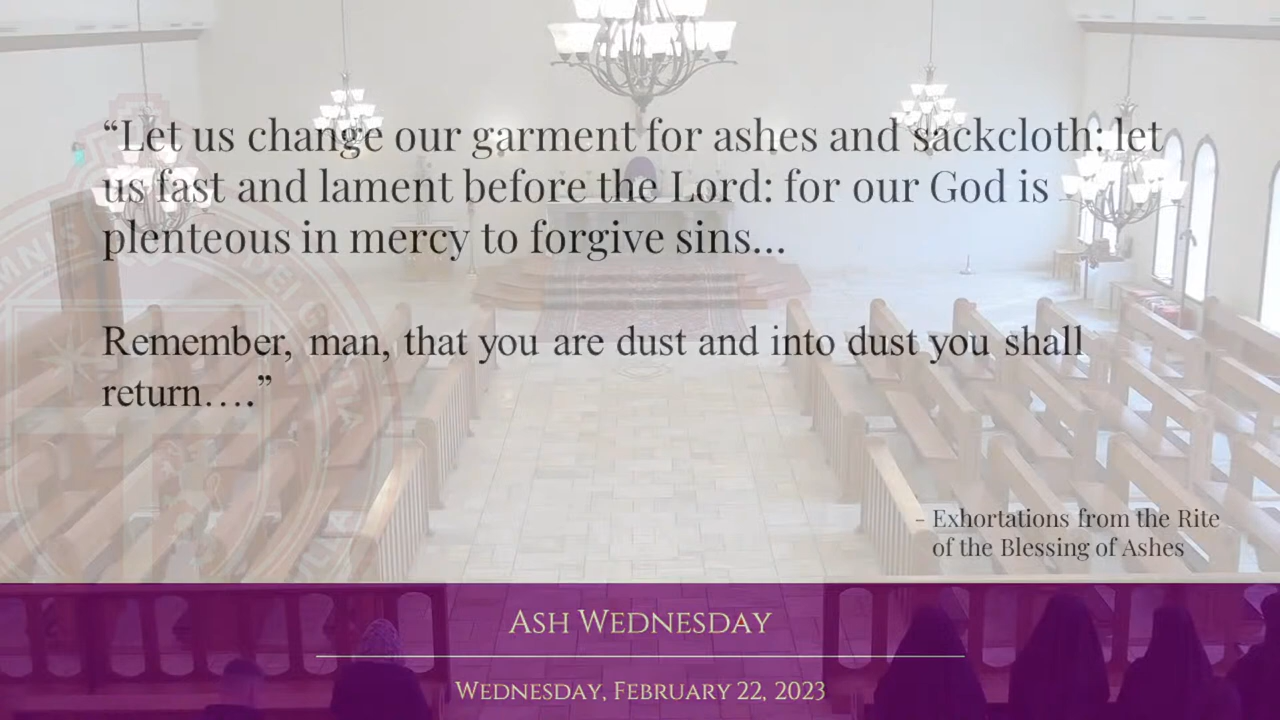 “Let us change our garment for ashes and sackcloth; let
us fast and lament before the Lord: for our God is
plenteous in mercy to forgive sins...
Remember, man, that you are dust and into dust you shall
return….”
– Exhortations from the Rite
of the Blessing of Ashes
Ash Wednesday
Wednesday, February 22, 2023